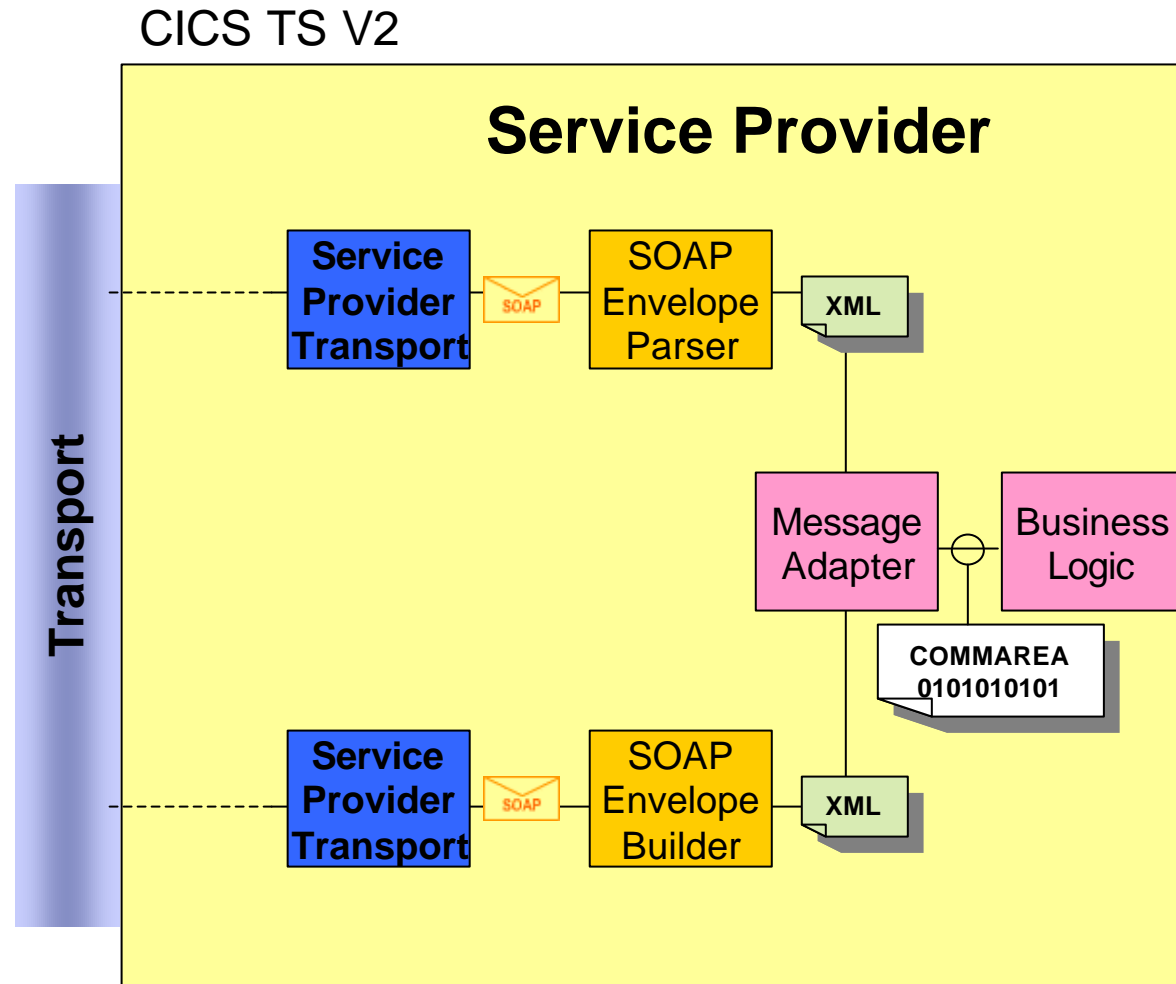 CICS TS V2
Service Provider
Transport
Service
Provider
Transport
SOAP
SOAP
Envelope
Parser
XML
Message
Adapter
Business
Logic
COMMAREA
0101010101
Service
Provider
Transport
SOAP
SOAP
Envelope
Builder
XML